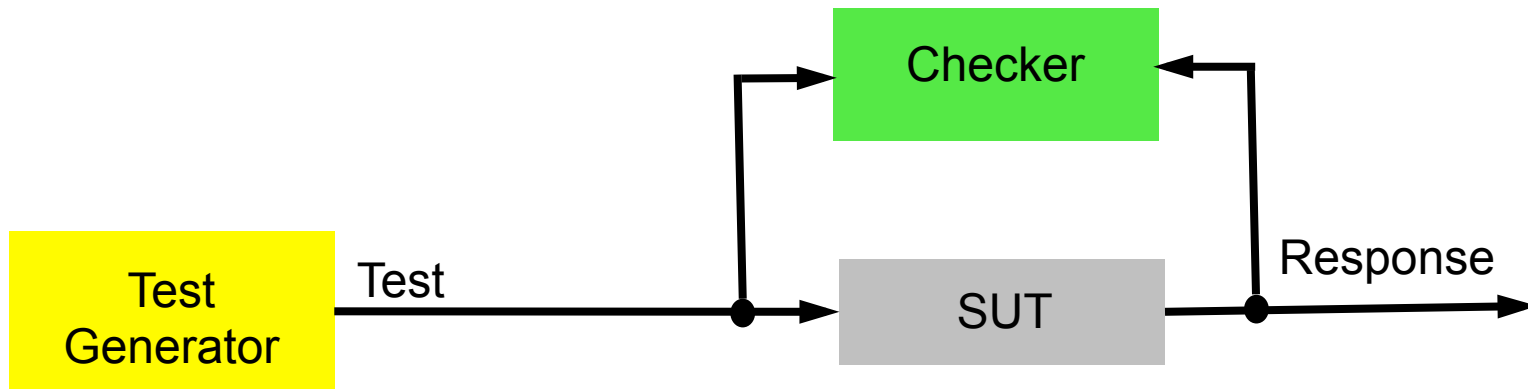 Checker
Response
Test
Test
Generator
SUT